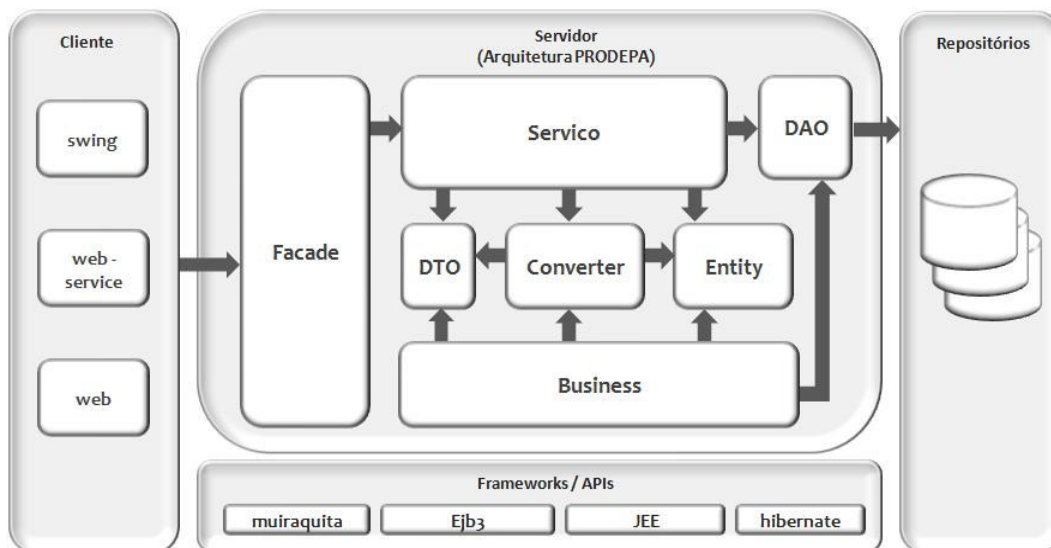 Cliente
swing
web -
service
web
Servidor
(Arquitetura PRODEPA)
Facade
Servico
DAO
DTO
Converter
Entity
Business
Repositórios
Frameworks / APIs
muiraquita
Ejb3
JEE
hibernate